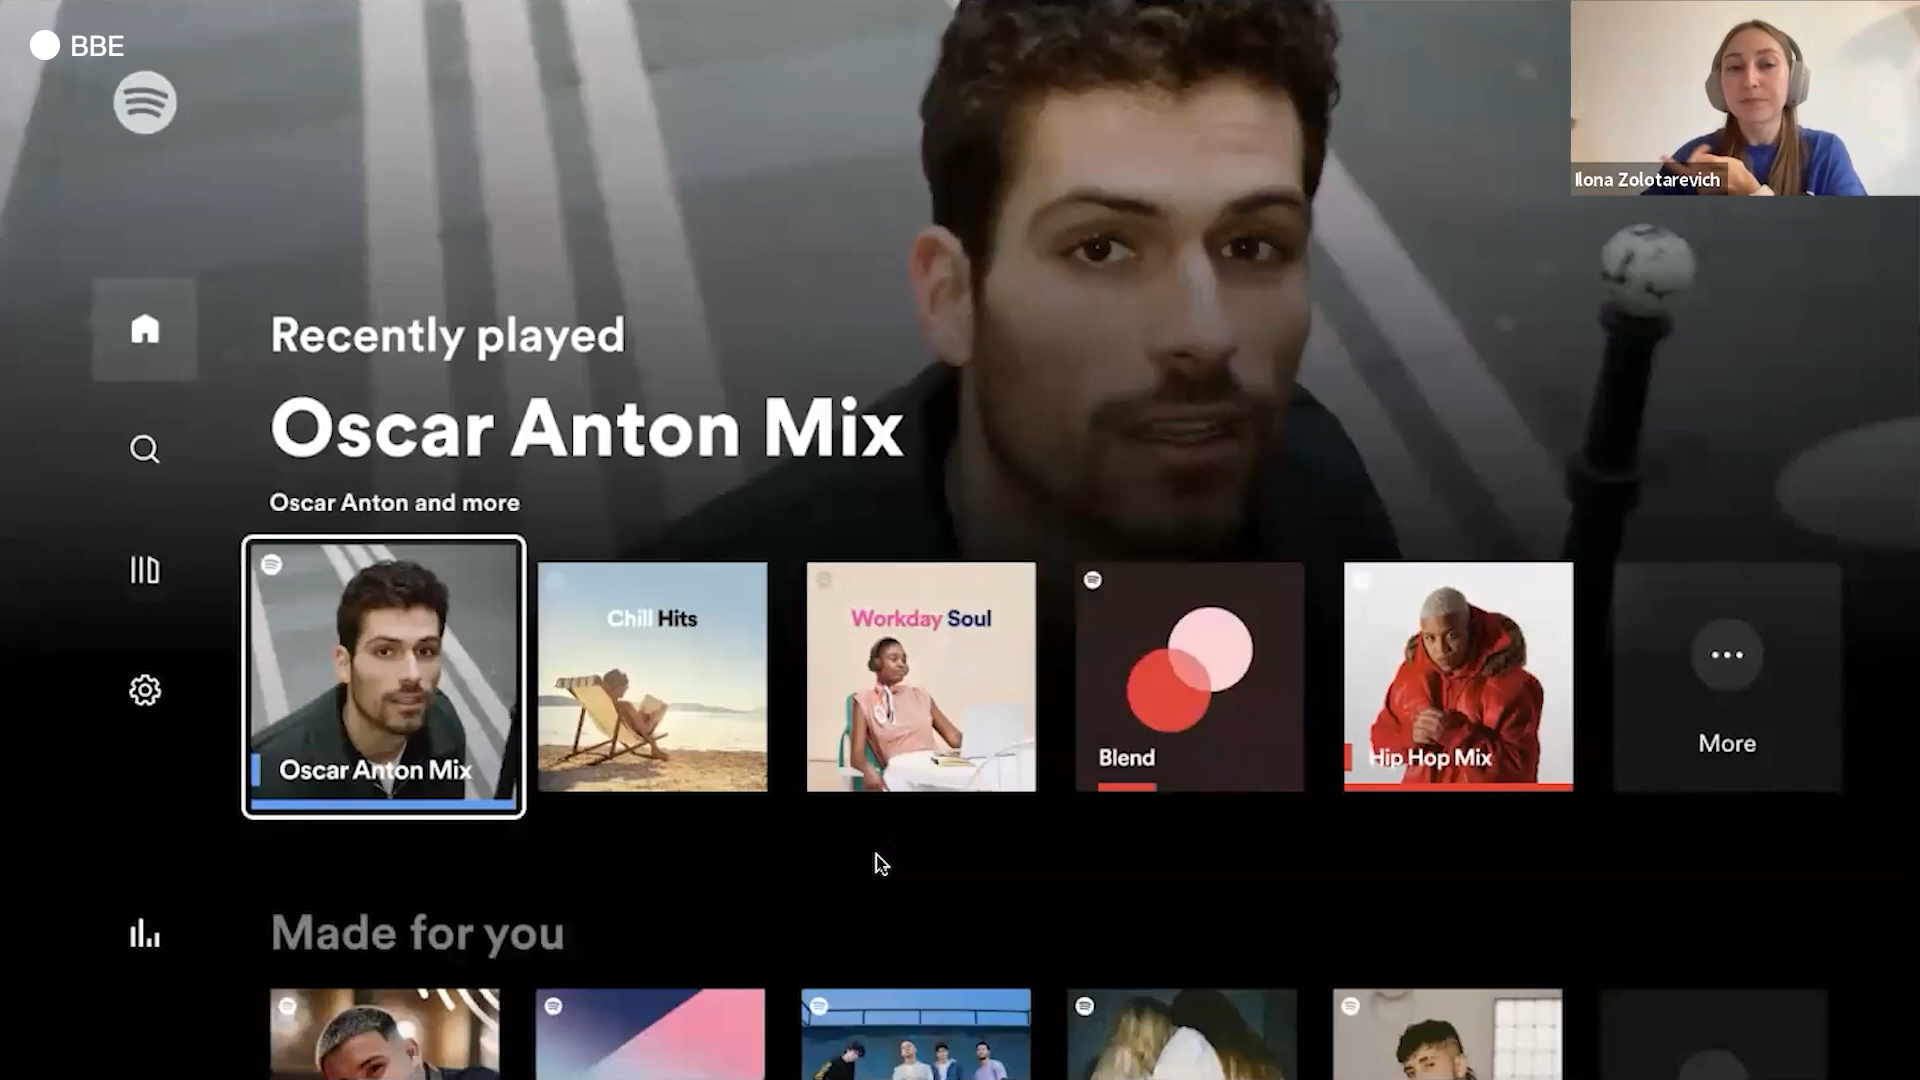 BBE
Ilona Zolotarevich
Recently played
Oscar Anton Mix
Oscar Anton and more
Oscar Anton Mix
Chill Hits
Workday Soul
Blend
Hip Hop Mix
More
Made for you